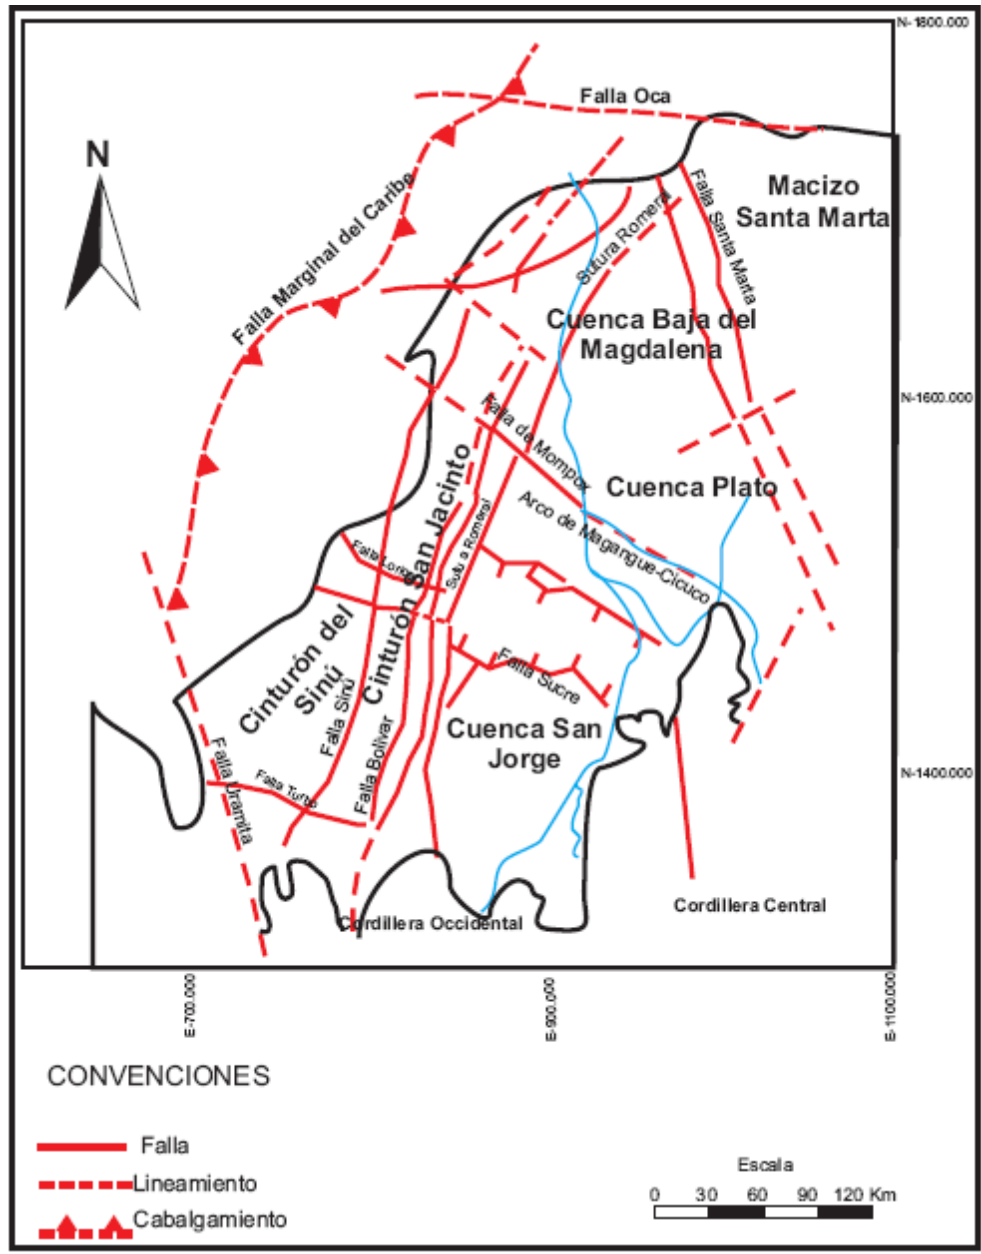 N-1800.000
Falla Oca
N
Macizo
Santa Marta
Falla Santa Marta
Falla Marginal del Caribe
Sutura Romeral
Cuenca Baja del
Magdalena
N-1600.000
Falla de Mompox
Cuenca Plato
Arco de Magangue-Cicuco
Cinturón San Jacinto
Sutu a Romeral
Falla Lorica
Cinturón del
Sinú
Falla Sinú
Falla Sucre
Falla Bolivar
Cuenca San
Jorge
N-1400.000
Falla Uramita
Falla
Cordillera Central
Cordillera Occidental
E-700.000
E-900.000
E-1100.000
CONVENCIONES
Falla
Lineamiento
Cabalgamiento
Escala
0 30 60 90 120 Km